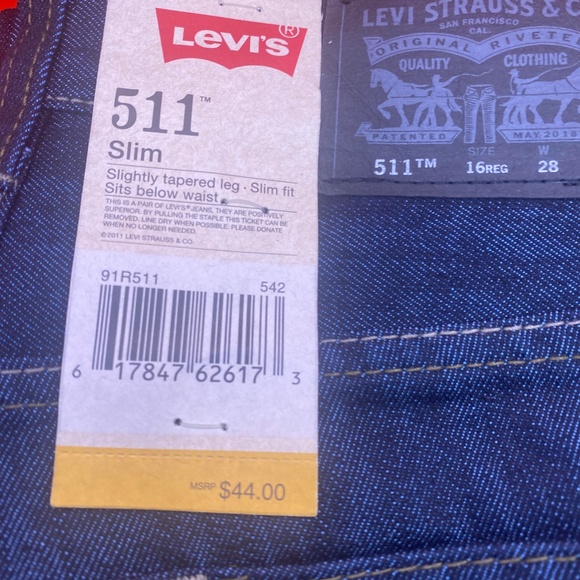 LEVI'S®
511™
Slim
Slightly tapered leg · Slim fit
Sits below waist
THIS IS A PAIR OF LEVI'S® JEANS, THEY ARE POSITIVELY
SUPERIOR. BY PULLING THE STAPLE THIS TICKET CAN BE
REMOVED. LINE DRY WHEN POSSIBLE. PLEASE DONATE
WHEN NO LONGER NEEDED.
©2011 LEVI STRAUSS & CO.
91R511 542
6 17847 62617 3
MSRP $44.00
LEVI STRAUSS & C
SAN FRANCISCO
CAL.
ORIGINAL RIVETE
QUALITY CLOTHING
PATENTED MAY 20 18
SIZE W
511™ 16REG 28